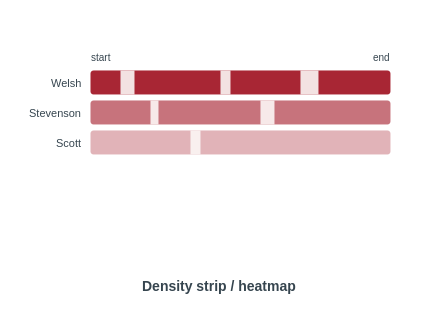 start end
Welsh
Stevenson
Scott
Density strip / heatmap